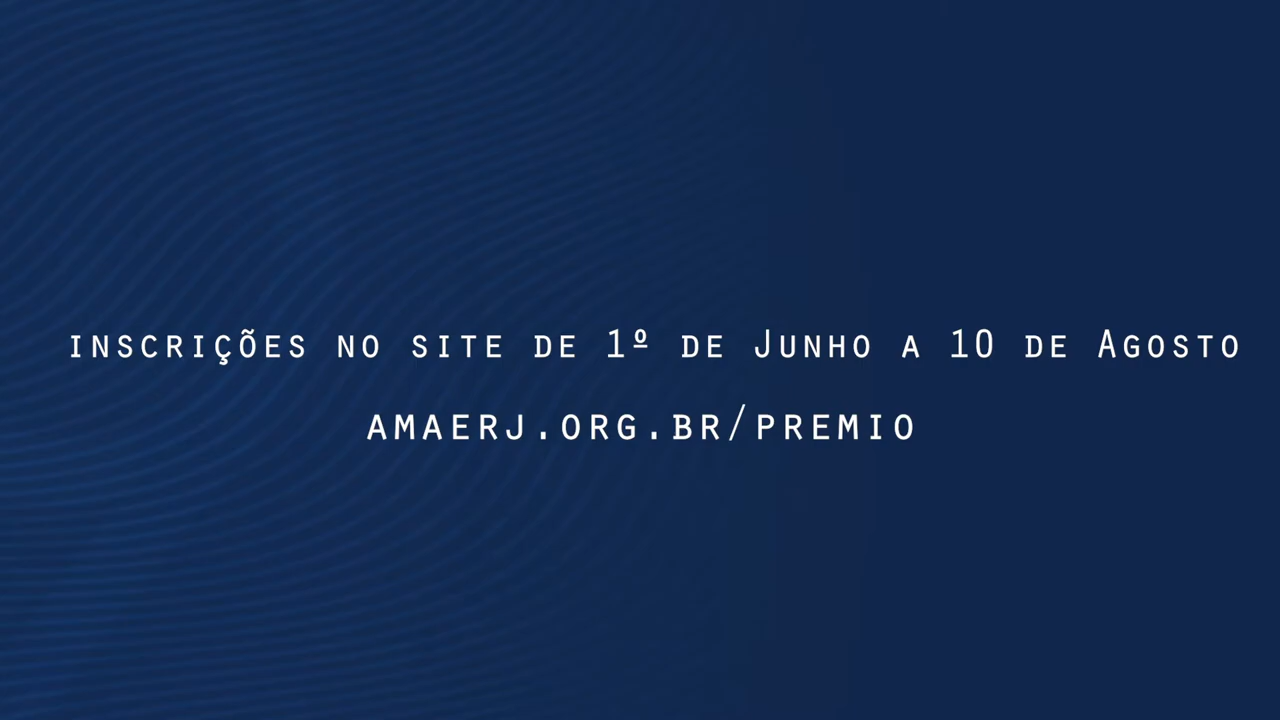 inscrições no site de 1º de Junho a 10 de Agosto
amaerj.org.br/premio